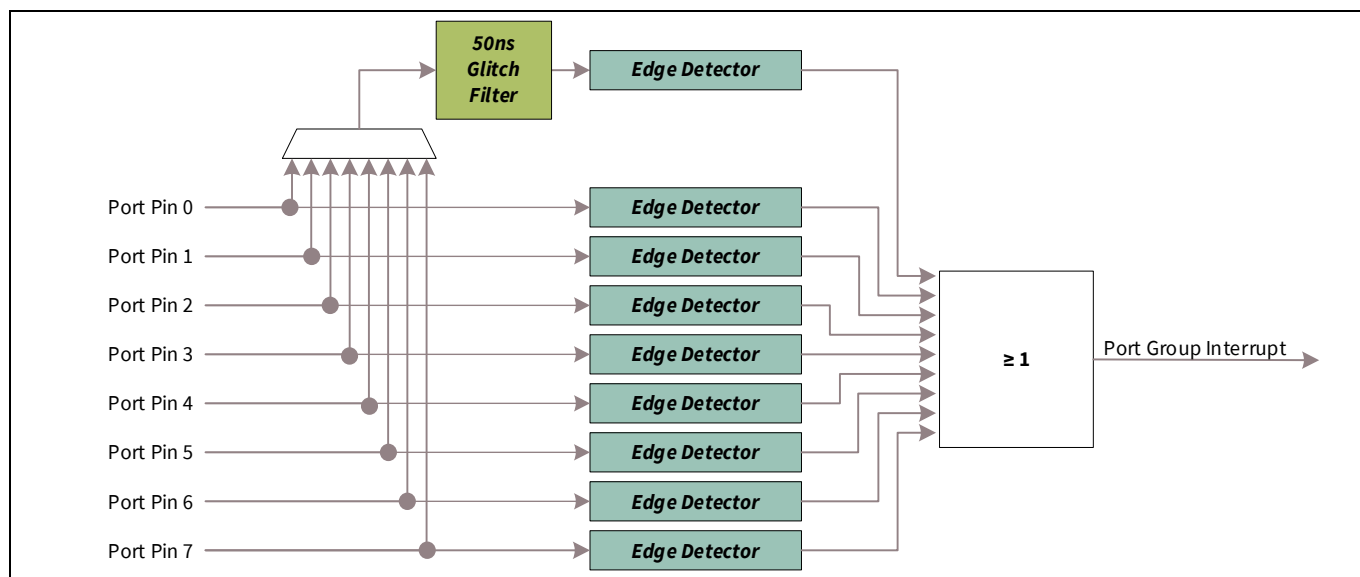 50ns
Glitch
Filter
Edge Detector
Port Pin 0
Edge Detector
Port Pin 1
Edge Detector
Port Pin 2
Edge Detector
Port Pin 3
Edge Detector
Port Pin 4
Edge Detector
Port Pin 5
Edge Detector
Port Pin 6
Edge Detector
Port Pin 7
Edge Detector
≥ 1
Port Group Interrupt